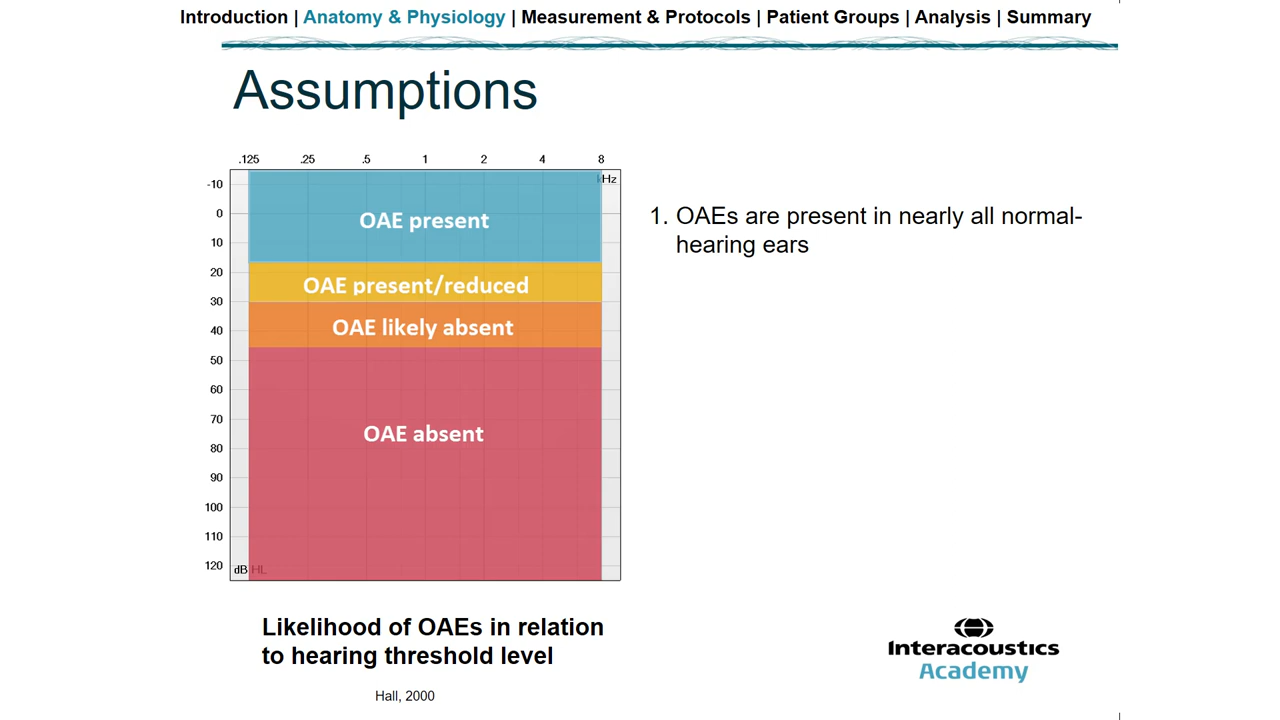 Introduction | Anatomy & Physiology | Measurement & Protocols | Patient Groups | Analysis | Summary
Assumptions
.125 .25 .5 1 2 4 8
kHz
-10
0
10
20
30
40
50
60
70
80
90
100
110
120
dB HL
OAE present
OAE present/reduced
OAE likely absent
OAE absent
1. OAEs are present in nearly all normal-
hearing ears
Likelihood of OAEs in relation
to hearing threshold level
Hall, 2000
Interacoustics
Academy